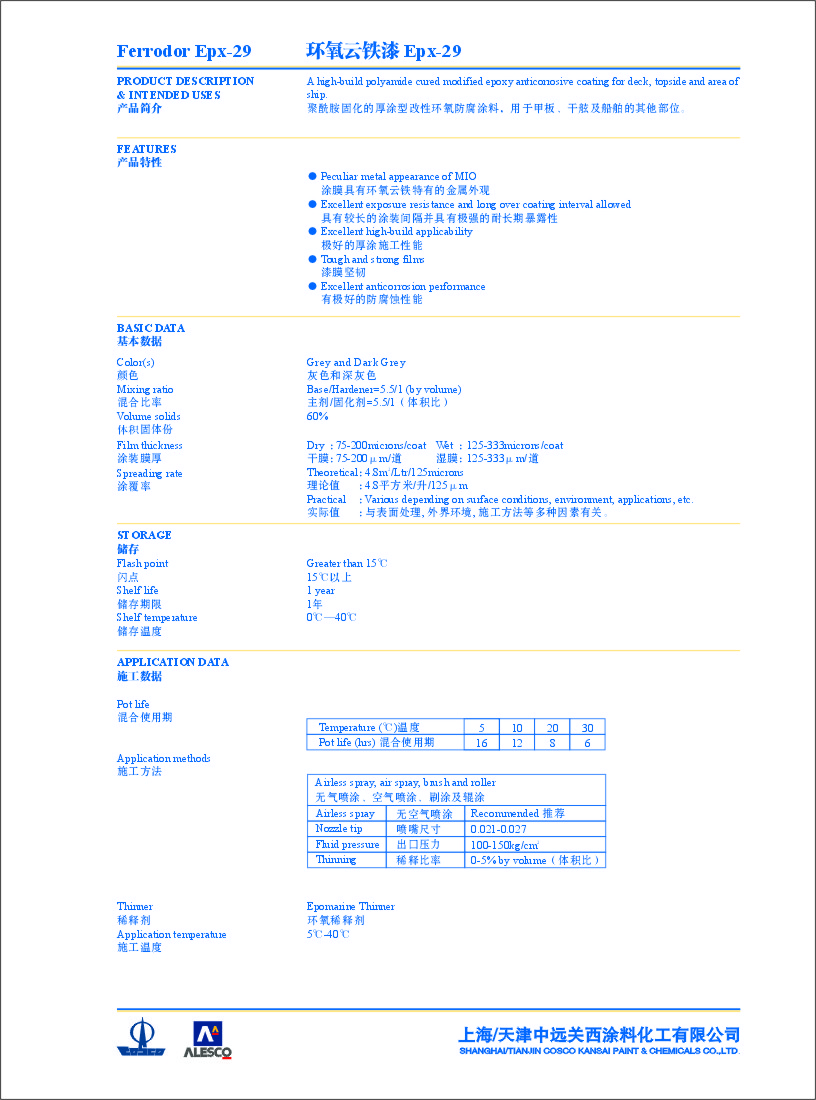 Ferrodor Epx-29 环氧云铁漆 Epx-29
PRODUCT DESCRIPTION
& INTENDED USES
产品简介
A high-build polyamide cured modified epoxy anticorrosive coating for deck, topside and area of
ship.
聚酰胺固化的厚涂型改性环氧防腐涂料，用于甲板、干舷及船舶的其他部位。
FEATURES
产品特性
● Peculiar metal appearance of MIO
涂膜具有环氧云铁特有的金属外观
● Excellent exposure resistance and long over coating interval allowed
具有较长的涂装间隔并具有极强的耐长期暴露性
● Excellent high-build applicability
极好的厚涂施工性能
● Tough and strong films
漆膜坚韧
● Excellent anticorrosion performance
有极好的防腐蚀性能
BASIC DATA
基本数据
Color(s) Grey and Dark Grey
颜色 灰色和深灰色
Mixing ratio Base/Hardener=5.5/1 (by volume)
混合比率 主剂/固化剂=5.5/1（体积比）
Volume solids 60%
体积固体份
Film thickness Dry : 75-200microns/coat Wet : 125-333microns/coat
涂装膜厚 干膜: 75-200μm/道 湿膜: 125-333μm/道
Spreading rate Theoretical: 4.8m²/Ltr/125microns
涂覆率 理论值 : 4.8平方米/升/125μm
Practical : Various depending on surface conditions, environment, applications, etc.
实际值 : 与表面处理, 外界环境, 施工方法等多种因素有关.
STORAGE
储存
Flash point Greater than 15℃
闪点 15℃以上
Shelf life 1 year
储存期限 1年
Shelf temperature 0℃—40℃
储存温度
APPLICATION DATA
施工数据
Pot life
混合使用期
Temperature (℃)温度 5 10 20 30
Pot life (hrs) 混合使用期 16 12 8 6
Application methods
施工方法
Airless spray, air spray, brush and roller
无气喷涂、空气喷涂、刷涂及辊涂
Airless spray 无空气喷涂 Recommended 推荐
Nozzle tip 喷嘴尺寸 0.021-0.027
Fluid pressure 出口压力 100-150kg/cm²
Thinning 稀释比率 0-5% by volume（体积比）
Thinner Epomarine Thinner
稀释剂 环氧稀释剂
Application temperature 5℃-40℃
施工温度
COSCO ALESCO 上海/天津中远关西涂料化工有限公司
SHANGHAI/TIANJIN COSCO KANSAI PAINT & CHEMICALS CO.,LTD.